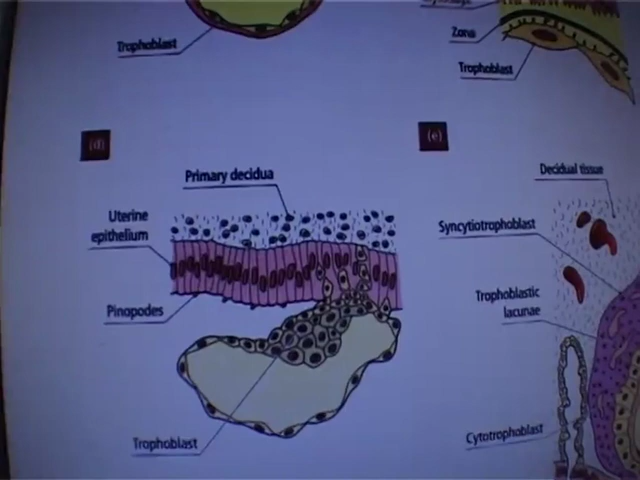 Trophoblast
Zona
Trophoblast
(d)
(e)
Primary decidua
Decidual tissue
Uterine
epithelium
Syncytiotrophoblast
Pinopodes
Trophoblastic
lacunae
Trophoblast
Cytotrophoblast